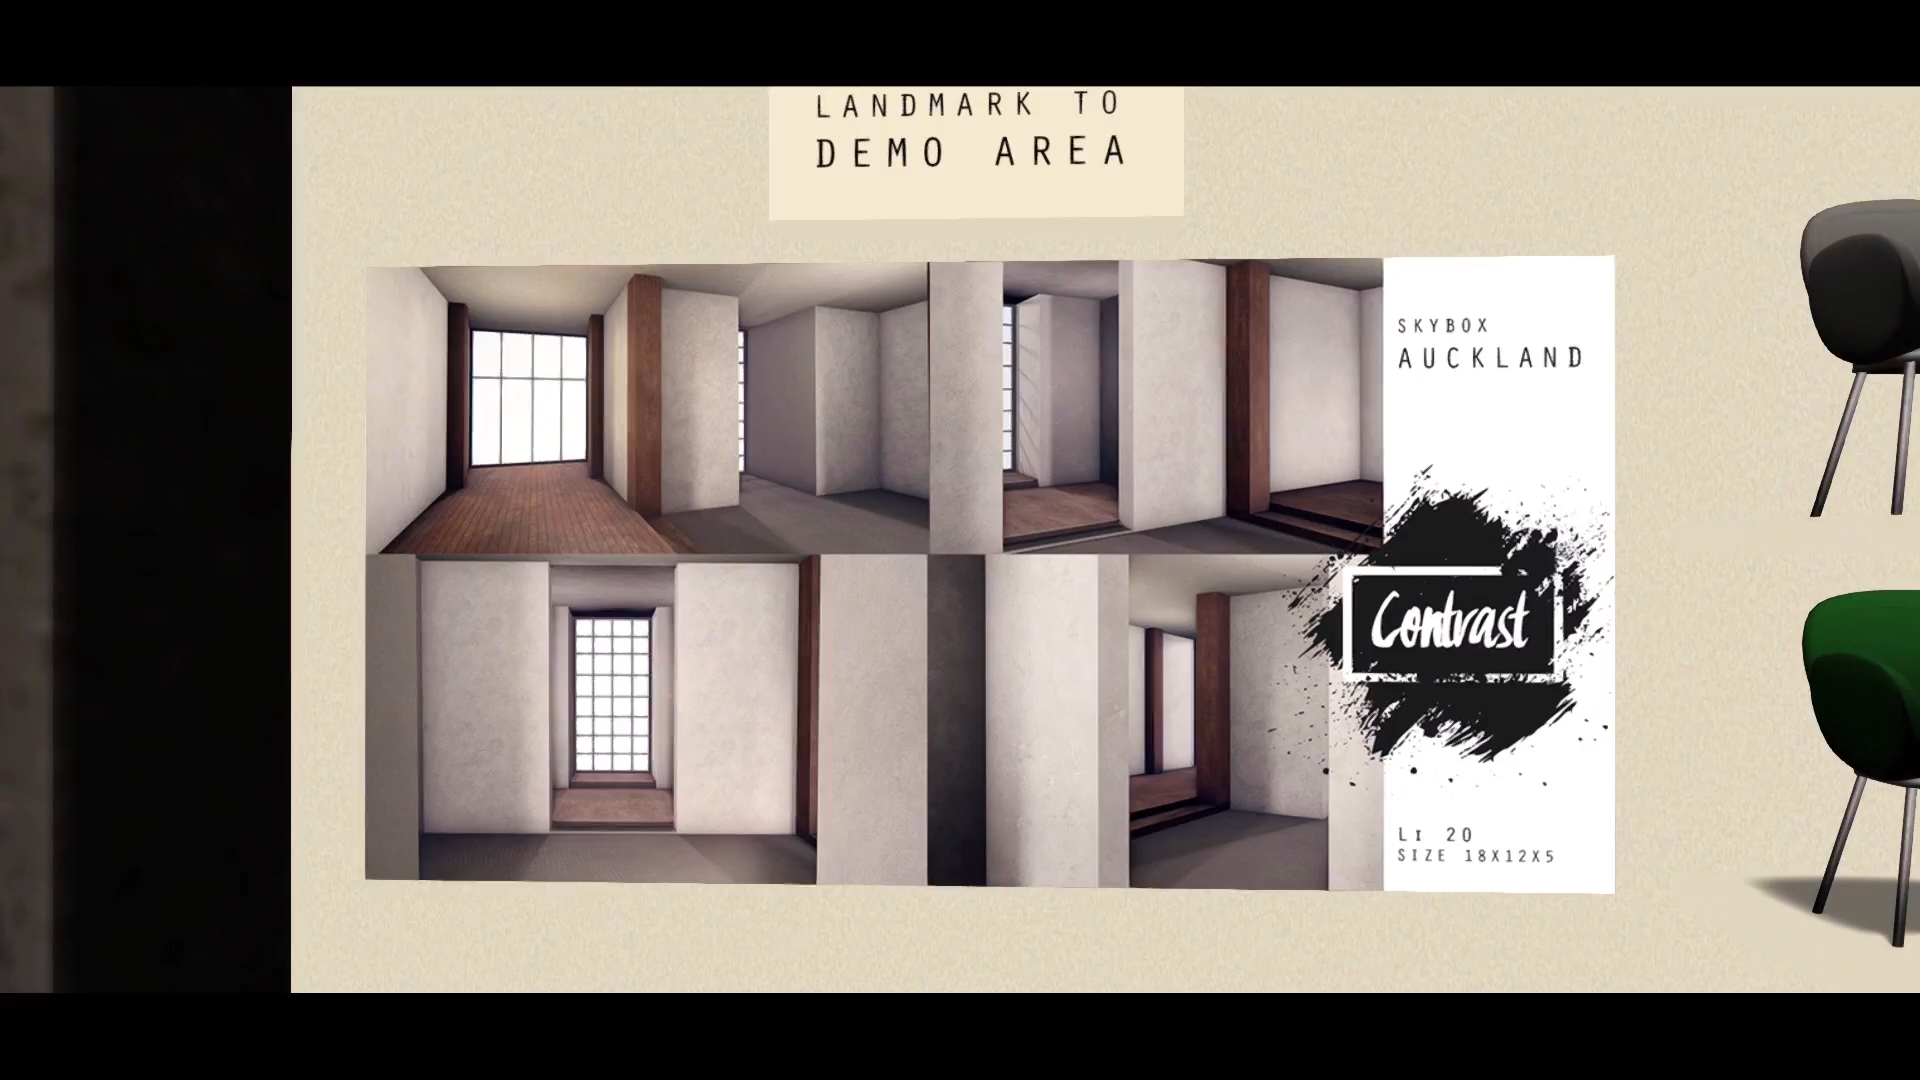 LANDMARK TO
DEMO AREA
SKYBOX
AUCKLAND
Contrast
LI 20
SIZE 18X12X5